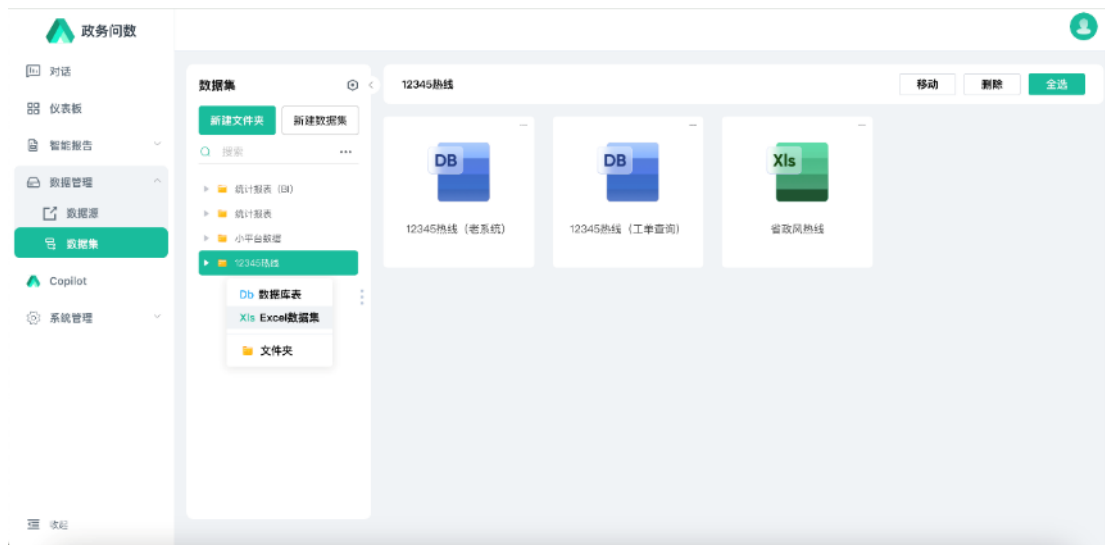 政务问数
对话
仪表板
智能报告
数据管理
数据源
数据集
Copilot
系统管理
收起
数据集
新建文件夹
新建数据集
搜索
统计报表（BI）
统计报表
小平台数据
12345热线
Db 数据库表
Xls Excel数据集
文件夹
12345热线
移动
删除
全选
DB
12345热线（老系统）
DB
12345热线（工单查询）
Xls
省政风热线